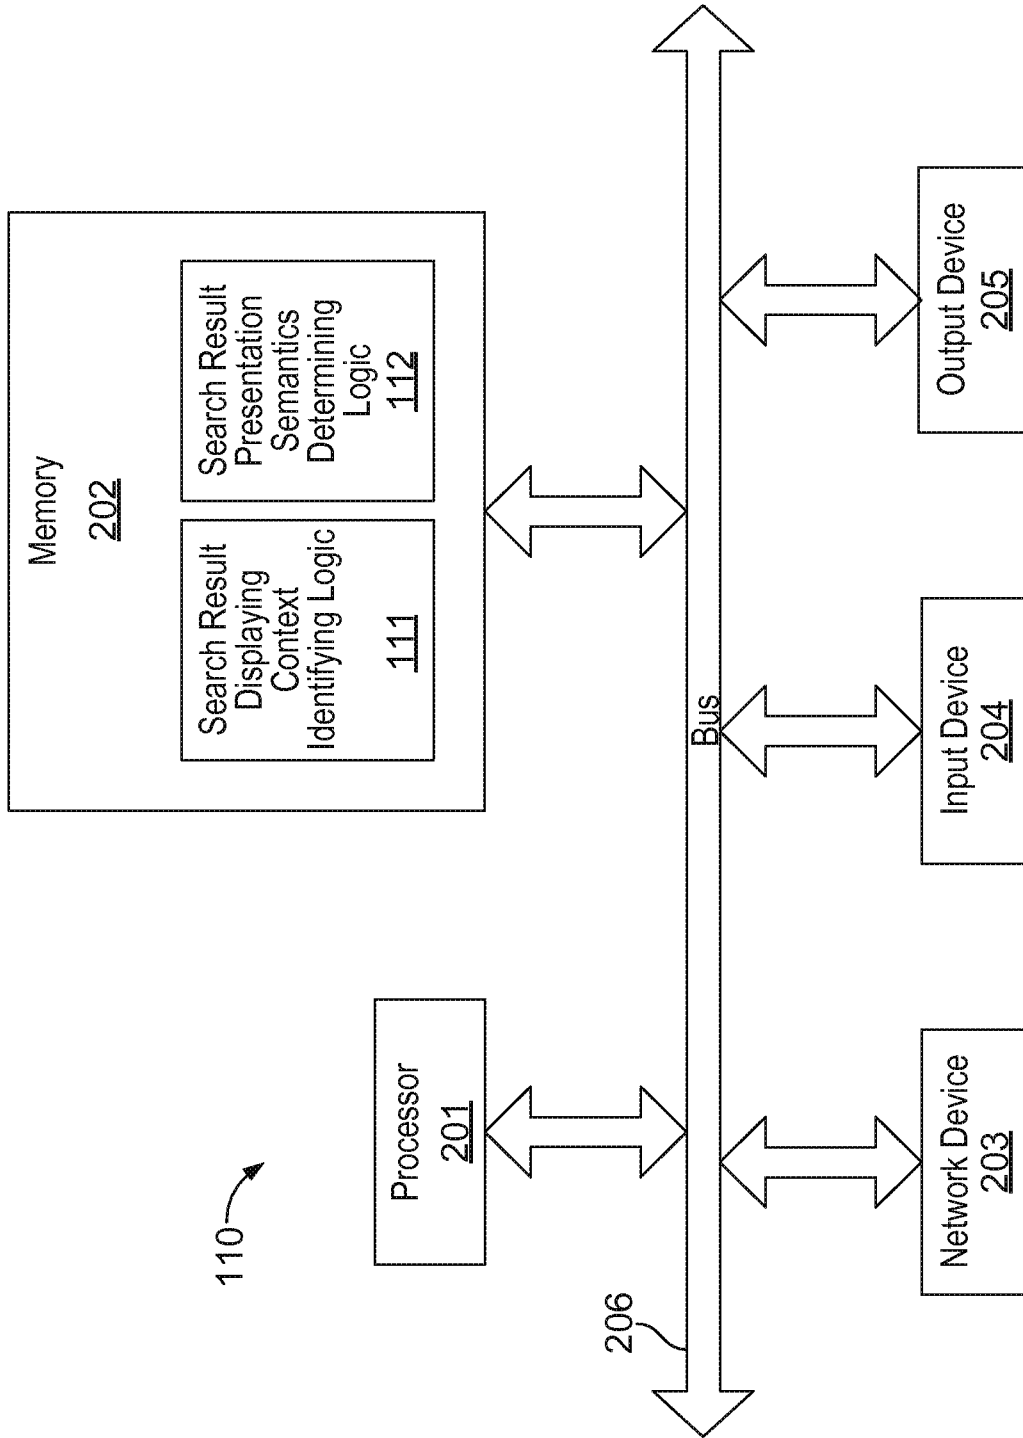 110
Memory
202
Search Result
Displaying
Context
Identifying Logic
111
Search Result
Presentation
Semantics
Determining
Logic
112
Processor
201
206
Bus
Network Device
203
Input Device
204
Output Device
205